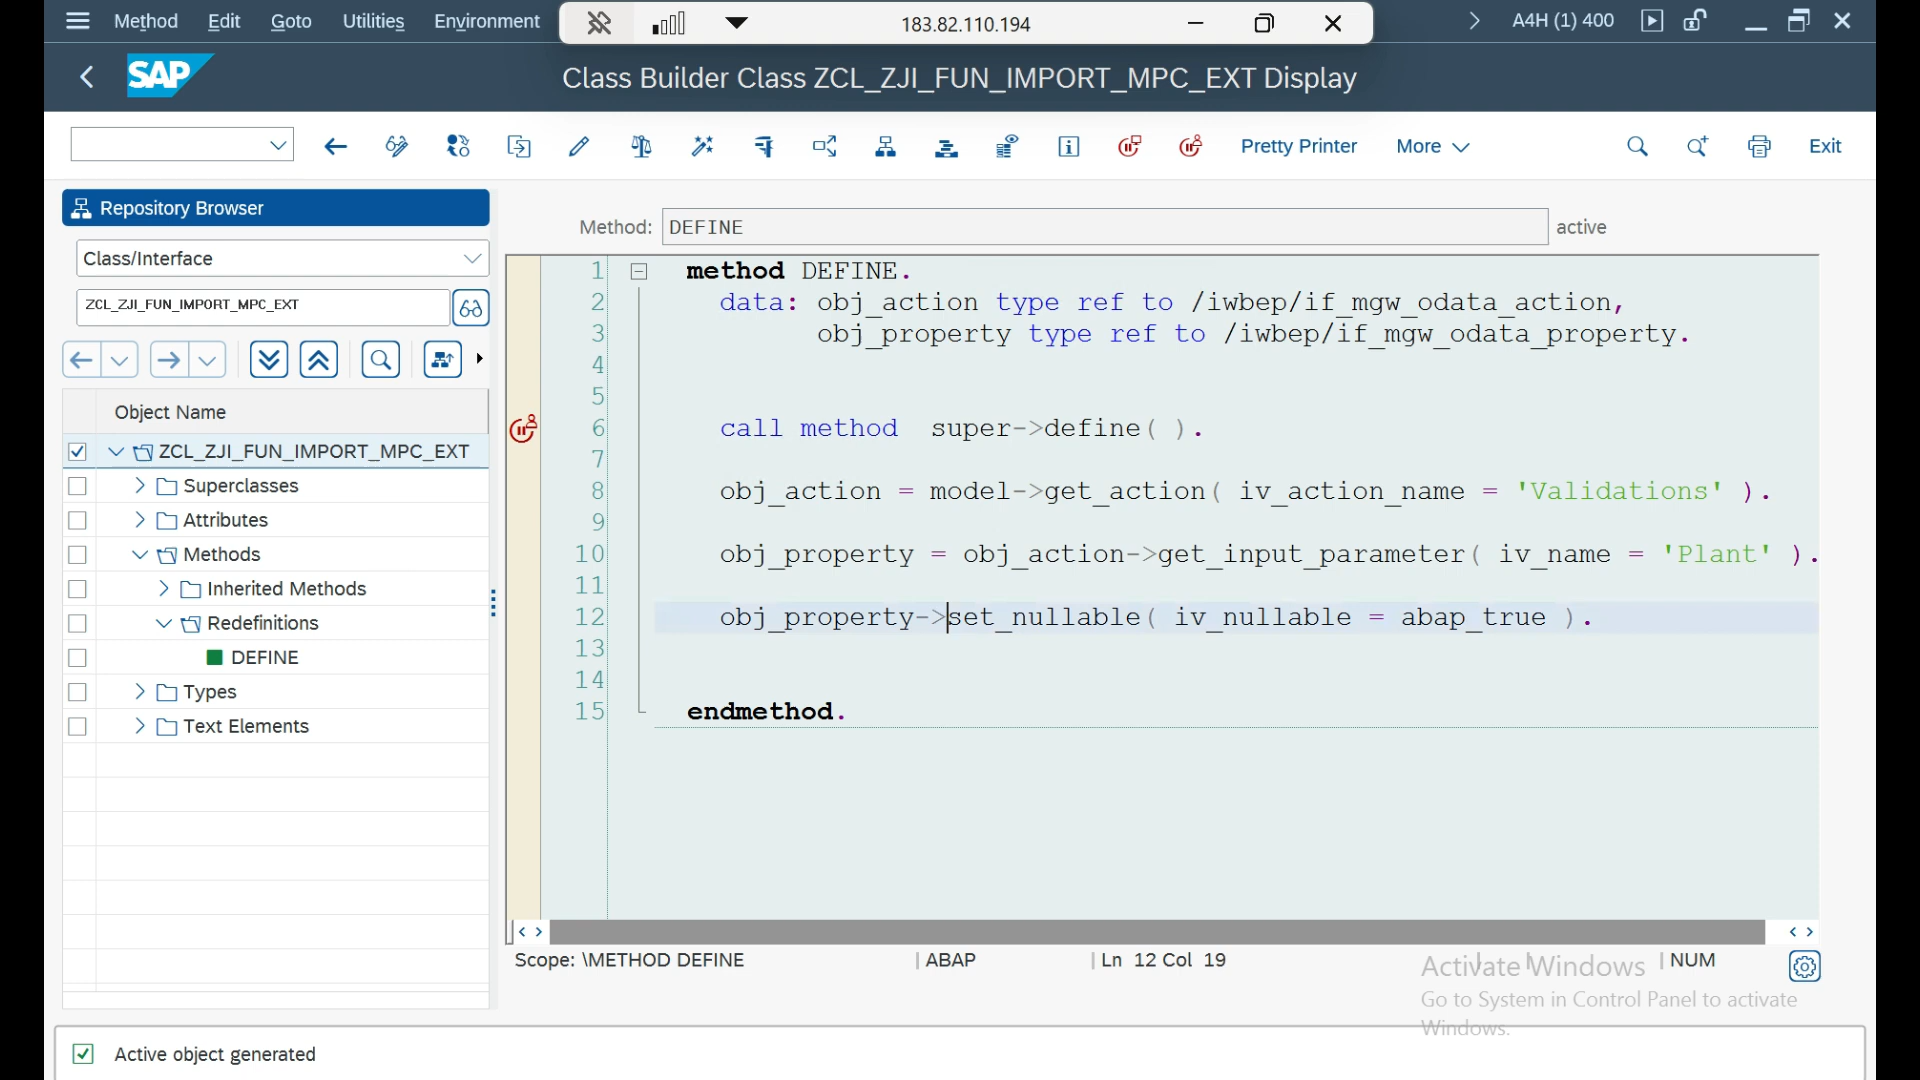 Method Edit Goto Utilities Environment
183.82.110.194
A4H (1) 400
SAP
Class Builder Class ZCL_ZJI_FUN_IMPORT_MPC_EXT Display
Pretty Printer More Exit
Repository Browser
Class/Interface
ZCL_ZJI_FUN_IMPORT_MPC_EXT
Object Name
ZCL_ZJI_FUN_IMPORT_MPC_EXT
Superclasses
Attributes
Methods
Inherited Methods
Redefinitions
DEFINE
Types
Text Elements
Method: DEFINE active
1 method DEFINE.
2 data: obj_action type ref to /iwbep/if_mgw_odata_action,
3 obj_property type ref to /iwbep/if_mgw_odata_property.
4
5
6 call method super->define( ).
7
8 obj_action = model->get_action( iv_action_name = 'Validations' ).
9
10 obj_property = obj_action->get_input_parameter( iv_name = 'Plant' ).
11
12 obj_property->set_nullable( iv_nullable = abap_true ).
13
14
15 endmethod.
Scope: \METHOD DEFINE ABAP Ln 12 Col 19 NUM
Activate Windows
Go to System in Control Panel to activate
Windows.
Active object generated